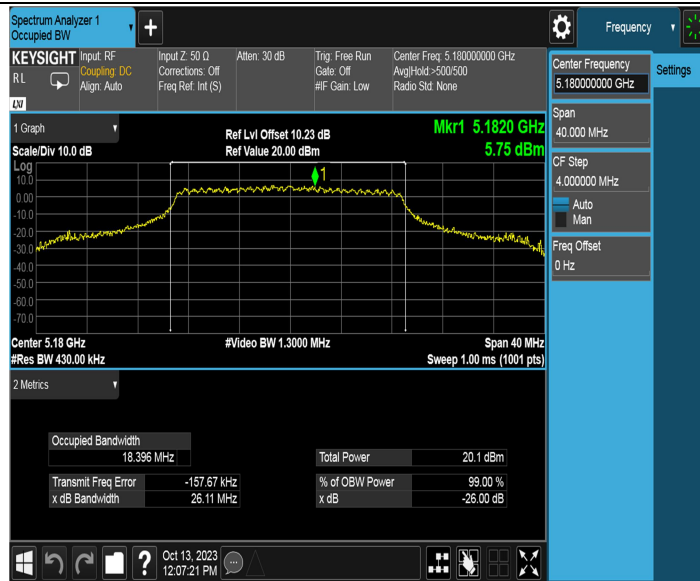 Spectrum Analyzer 1
Occupied BW
+
Frequency
KEYSIGHT
RL
LXI
Input: RF
Coupling: DC
Align: Auto
Input Z: 50 Ω
Corrections: Off
Freq Ref: Int (S)
Atten: 30 dB
Trig: Free Run
Gate: Off
#IF Gain: Low
Center Freq: 5.180000000 GHz
Avg|Hold:>500/500
Radio Std: None
Center Frequency
5.180000000 GHz
Settings
Span
40.000 MHz
CF Step
4.000000 MHz
Auto
Man
Freq Offset
0 Hz
1 Graph
Scale/Div 10.0 dB
Ref Lvl Offset 10.23 dB
Ref Value 20.00 dBm
Mkr1 5.1820 GHz
5.75 dBm
Log
10.0
0.00
-10.0
-20.0
-30.0
-40.0
-50.0
-60.0
-70.0
1
Center 5.18 GHz
#Res BW 430.00 kHz
#Video BW 1.3000 MHz
Span 40 MHz
Sweep 1.00 ms (1001 pts)
2 Metrics
Occupied Bandwidth
18.396 MHz
Total Power 20.1 dBm
Transmit Freq Error -157.67 kHz
% of OBW Power 99.00 %
x dB Bandwidth 26.11 MHz
x dB -26.00 dB
?
Oct 13, 2023
12:07:21 PM